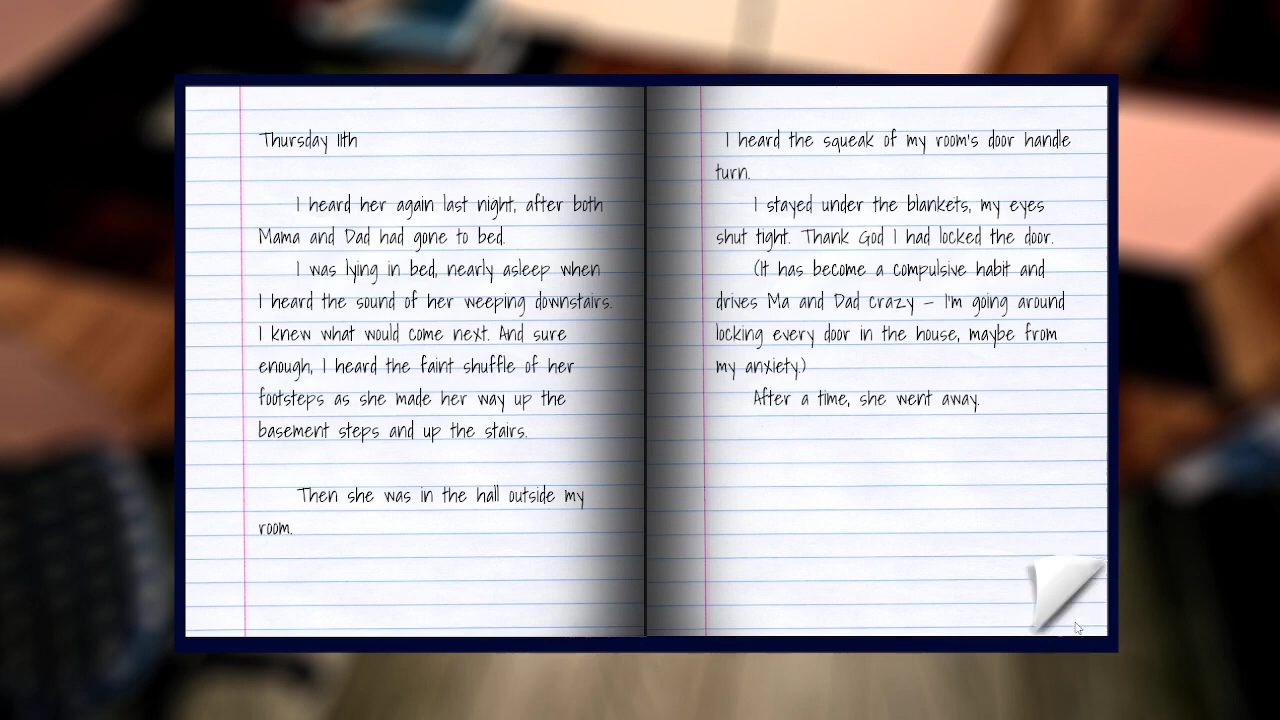 Thursday 11th
I heard her again last night, after both
Mama and Dad had gone to bed.
I was lying in bed, nearly asleep when
I heard the sound of her weeping downstairs.
I knew what would come next. And sure
enough, I heard the faint shuffle of her
footsteps as she made her way up the
basement steps and up the stairs.
Then she was in the hall outside my
room.
I heard the squeak of my room's door handle
turn.
I stayed under the blankets, my eyes
shut tight. Thank God I had locked the door.
(It has become a compulsive habit and
drives Ma and Dad crazy – I'm going around
locking every door in the house, maybe from
my anxiety.)
After a time, she went away.